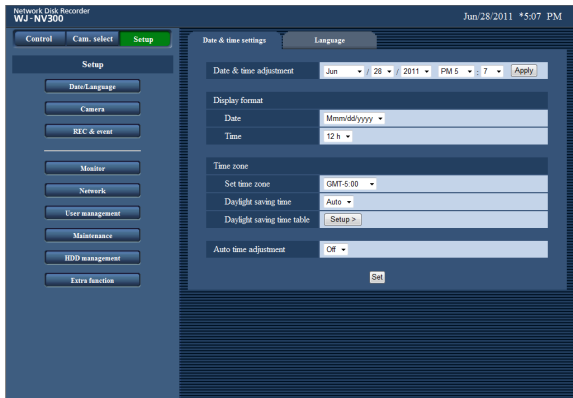 Network Disk Recorder
WJ-NV300
Jun/28/2011 *5:07 PM
Control Cam. select Setup
Setup
Date/Language
Camera
REC & event
Monitor
Network
User management
Maintenance
HDD management
Extra function
Date & time settings Language
Date & time adjustment Jun / 28 / 2011 PM 5 : 7 Apply
Display format
Date Mmm/dd/yyyy
Time 12 h
Time zone
Set time zone GMT-5:00
Daylight saving time Auto
Daylight saving time table Setup >
Auto time adjustment Off
Set